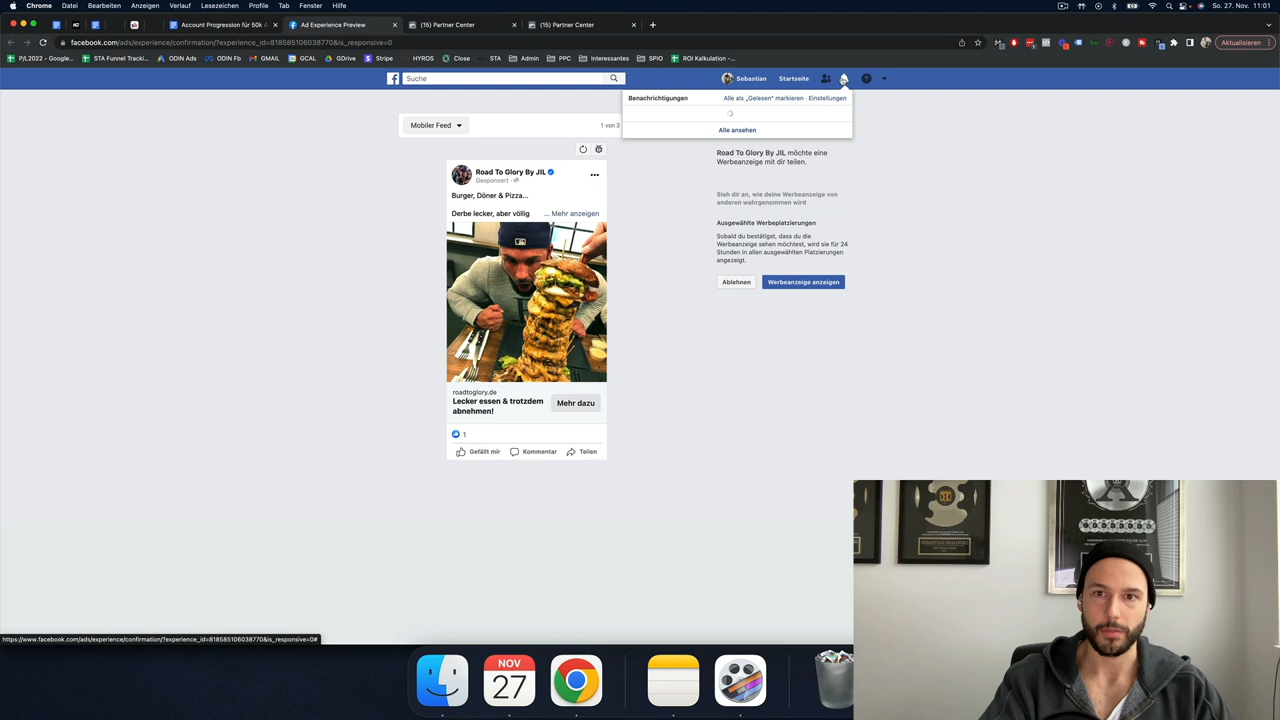 Chrome Datei Bearbeiten Anzeigen Verlauf Lesezeichen Profile Tab Fenster Hilfe So. 27. Nov. 11:01
Account Progression für 50k A Ad Experience Preview (15) Partner Center (15) Partner Center
facebook.com/ads/experience/confirmation/?experience_id=818585106038770&is_responsive=0 Aktualisieren
P/L2022 - Google... STA Funnel Tracki... ODIN Ads ODIN Fb GMAIL GCAL GDrive Stripe HYROS Close STA Admin PPC Interessantes SPIO ROI Kalkulation -...
Suche Sebastian Startseite
Benachrichtigungen Alle als „Gelesen“ markieren · Einstellungen
Alle ansehen
Mobiler Feed 1 von 3
Road To Glory By JIL möchte eine
Werbeanzeige mit dir teilen.
Sieh dir an, wie deine Werbeanzeige von
anderen wahrgenommen wird
Ausgewählte Werbeplatzierungen
Sobald du bestätigst, dass du die
Werbeanzeige sehen möchtest, wird sie für 24
Stunden in allen ausgewählten Platzierungen
angezeigt.
Ablehnen Werbeanzeige anzeigen
Road To Glory By JIL
Gesponsert ·
Burger, Döner & Pizza...
Derbe lecker, aber völlig ... Mehr anzeigen
roadtoglory.de
Lecker essen & trotzdem
abnehmen!
Mehr dazu
1
Gefällt mir Kommentar Teilen
https://www.facebook.com/ads/experience/confirmation/?experience_id=818585106038770&is_responsive=0#
NOV
27